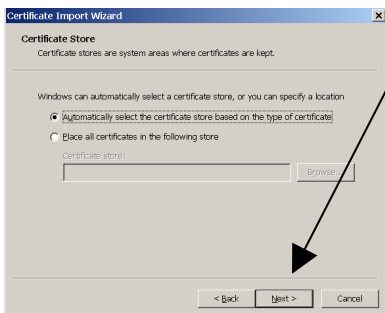 Certificate Import Wizard
Certificate Store
Certificate stores are system areas where certificates are kept.
Windows can automatically select a certificate store, or you can specify a location
Automatically select the certificate store based on the type of certificate
Place all certificates in the following store
Certificate store:
Browse...
< Back Next > Cancel